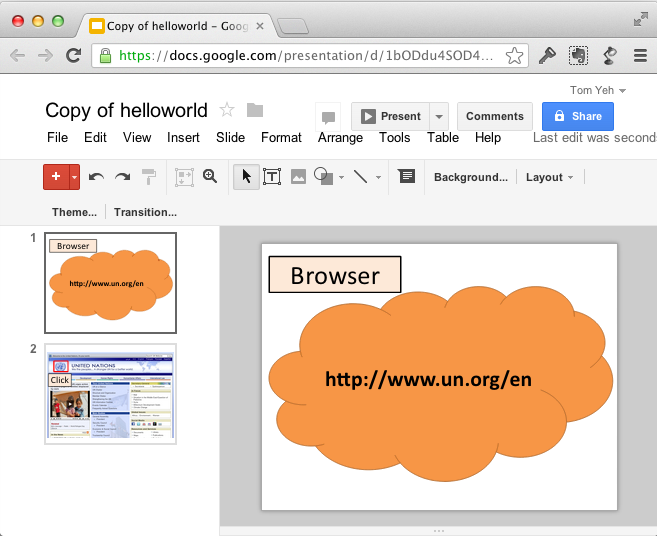 Copy of helloworld – Goog
https://docs.google.com/presentation/d/1bODdu4SOD4...
Tom Yeh
Copy of helloworld
Present
Comments
Share
File Edit View Insert Slide Format Arrange Tools Table Help Last edit was seconds
Background... Layout
Theme... Transition...
1
Browser
http://www.un.org/en
2
UNITED NATIONS
Click
Browser
http://www.un.org/en